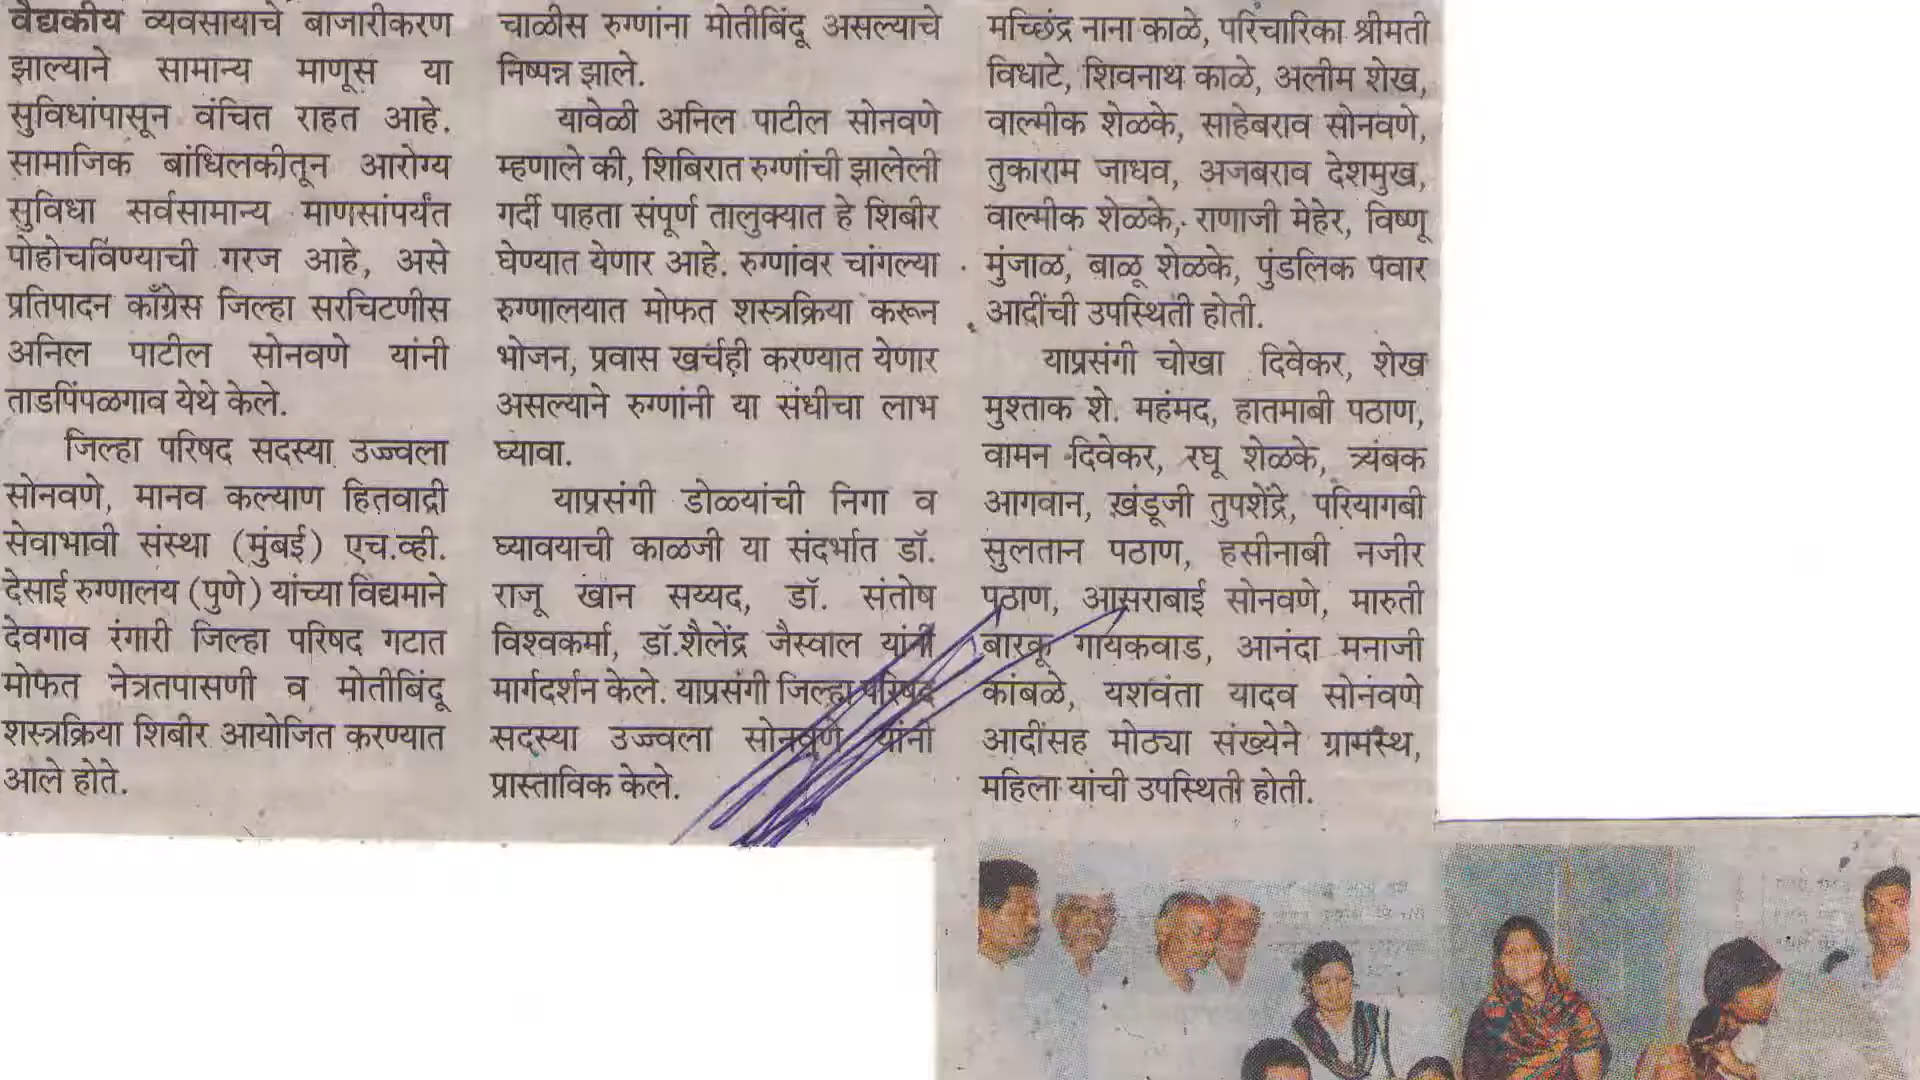 वैद्यकीय व्यवसायाचे बाजारीकरण
झाल्याने सामान्य माणूस या
सुविधांपासून वंचित राहत आहे.
सामाजिक बांधिलकीतून आरोग्य
सुविधा सर्वसामान्य माणसांपर्यंत
पोहोचविण्याची गरज आहे, असे
प्रतिपादन काँग्रेस जिल्हा सरचिटणीस
अनिल पाटील सोनवणे यांनी
ताडपिंपळगाव येथे केले.
जिल्हा परिषद सदस्या उज्ज्वला
सोनवणे, मानव कल्याण हितवादी
सेवाभावी संस्था (मुंबई) एच.व्ही.
देसाई रुग्णालय (पुणे) यांच्या विद्यमाने
देवगाव रंगारी जिल्हा परिषद गटात
मोफत नेत्रतपासणी व मोतीबिंदू
शस्त्रक्रिया शिबीर आयोजित करण्यात
आले होते.
चाळीस रुग्णांना मोतीबिंदू असल्याचे
निष्पन्न झाले.
यावेळी अनिल पाटील सोनवणे
म्हणाले की, शिबिरात रुग्णांची झालेली
गर्दी पाहता संपूर्ण तालुक्यात हे शिबीर
घेण्यात येणार आहे. रुग्णांवर चांगल्या
रुग्णालयात मोफत शस्त्रक्रिया करून
भोजन, प्रवास खर्चही करण्यात येणार
असल्याने रुग्णांनी या संधीचा लाभ
घ्यावा.
याप्रसंगी डोळ्यांची निगा व
घ्यावयाची काळजी या संदर्भात डॉ.
राजू खान सय्यद, डॉ. संतोष
विश्वकर्मा, डॉ.शैलेंद्र जैस्वाल यांनी
मार्गदर्शन केले. याप्रसंगी जिल्हा परिषद
सदस्या उज्ज्वला सोनवणे यांनी
प्रास्ताविक केले.
मच्छिंद्र नाना काळे, परिचारिका श्रीमती
विधाटे, शिवनाथ काळे, अलीम शेख,
वाल्मीक शेळके, साहेबराव सोनवणे,
तुकाराम जाधव, अजबराव देशमुख,
वाल्मीक शेळके, राणाजी मेहेर, विष्णू
मुंजाळ, बाळू शेळके, पुंडलिक पवार
आदींची उपस्थिती होती.
याप्रसंगी चोखा दिवेकर, शेख
मुश्ताक शे. महंमद, हातमाबी पठाण,
वामन दिवेकर, रघू शेळके, त्र्यंबक
आगवान, खंडूजी तुपशेंद्रे, परियागबी
सुलतान पठाण, हसीनाबी नजीर
पठाण, आसराबाई सोनवणे, मारुती
बारकू गायकवाड, आनंदा मनाजी
कांबळे, यशवंता यादव सोनवणे
आदींसह मोठ्या संख्येने ग्रामस्थ,
महिला यांची उपस्थिती होती.